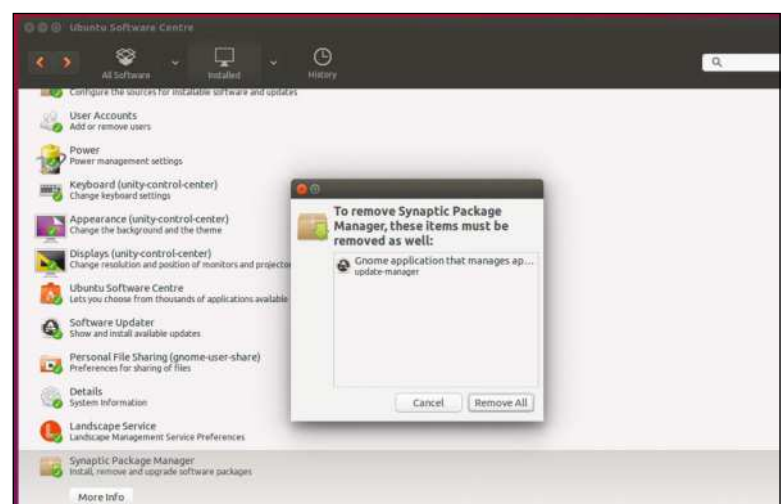 Ubuntu Software Centre
All Software
Installed
History
Configure the sources for installable software and updates
User Accounts
Add or remove users
Power
Power management settings
Keyboard (unity-control-center)
Change keyboard settings
Appearance (unity-control-center)
Change the background and the theme
Displays (unity-control-center)
Change resolution and position of monitors and projector
Ubuntu Software Centre
Lets you choose from thousands of applications available
Software Updater
Show and install available updates
Personal File Sharing (gnome-user-share)
Preferences for sharing of files
Details
System Information
Landscape Service
Landscape Management Service Preferences
Synaptic Package Manager
Install, remove and upgrade software packages
More Info
To remove Synaptic Package
Manager, these items must be
removed as well:
Gnome application that manages ap...
update-manager
Cancel
Remove All